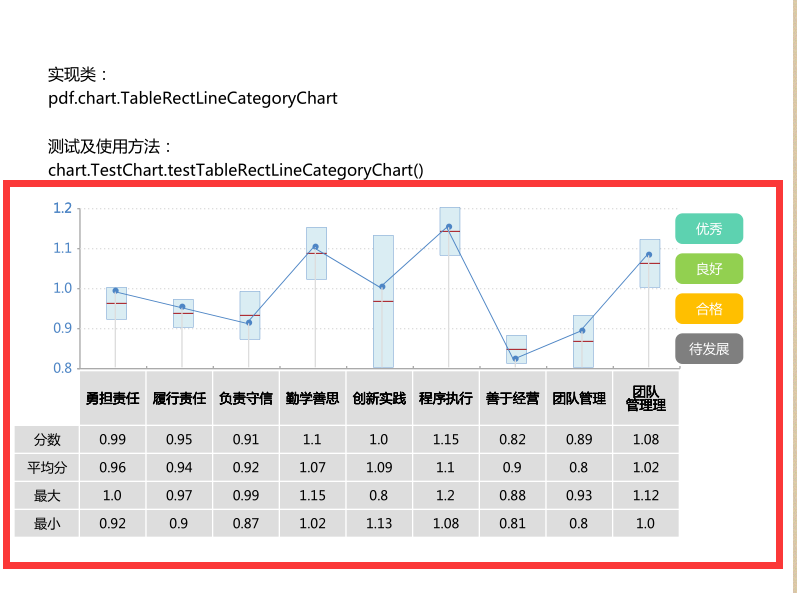 实现类：
pdf.chart.TableRectLineCategoryChart
测试及使用方法：
chart.TestChart.testTableRectLineCategoryChart()
1.2
1.1
1.0
0.9
0.8
优秀
良好
合格
待发展
勇担责任 履行责任 负责守信 勤学善思 创新实践 程序执行 善于经营 团队管理 团队
管理理
分数 0.99 0.95 0.91 1.1 1.0 1.15 0.82 0.89 1.08
平均分 0.96 0.94 0.92 1.07 1.09 1.1 0.9 0.8 1.02
最大 1.0 0.97 0.99 1.15 0.8 1.2 0.88 0.93 1.12
最小 0.92 0.9 0.87 1.02 1.13 1.08 0.81 0.8 1.0